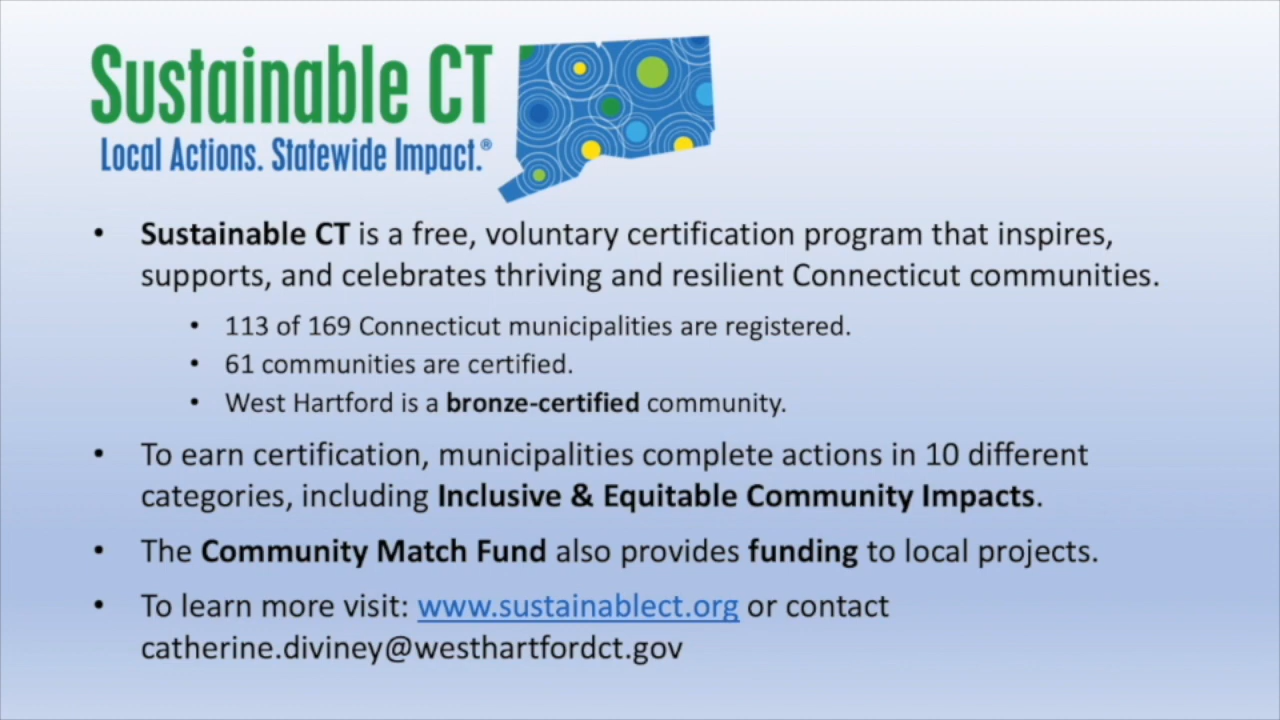 Sustainable CT
Local Actions. Statewide Impact.®
• Sustainable CT is a free, voluntary certification program that inspires,
supports, and celebrates thriving and resilient Connecticut communities.
• 113 of 169 Connecticut municipalities are registered.
• 61 communities are certified.
• West Hartford is a bronze-certified community.
• To earn certification, municipalities complete actions in 10 different
categories, including Inclusive & Equitable Community Impacts.
• The Community Match Fund also provides funding to local projects.
• To learn more visit: www.sustainablect.org or contact
catherine.diviney@westhartfordct.gov